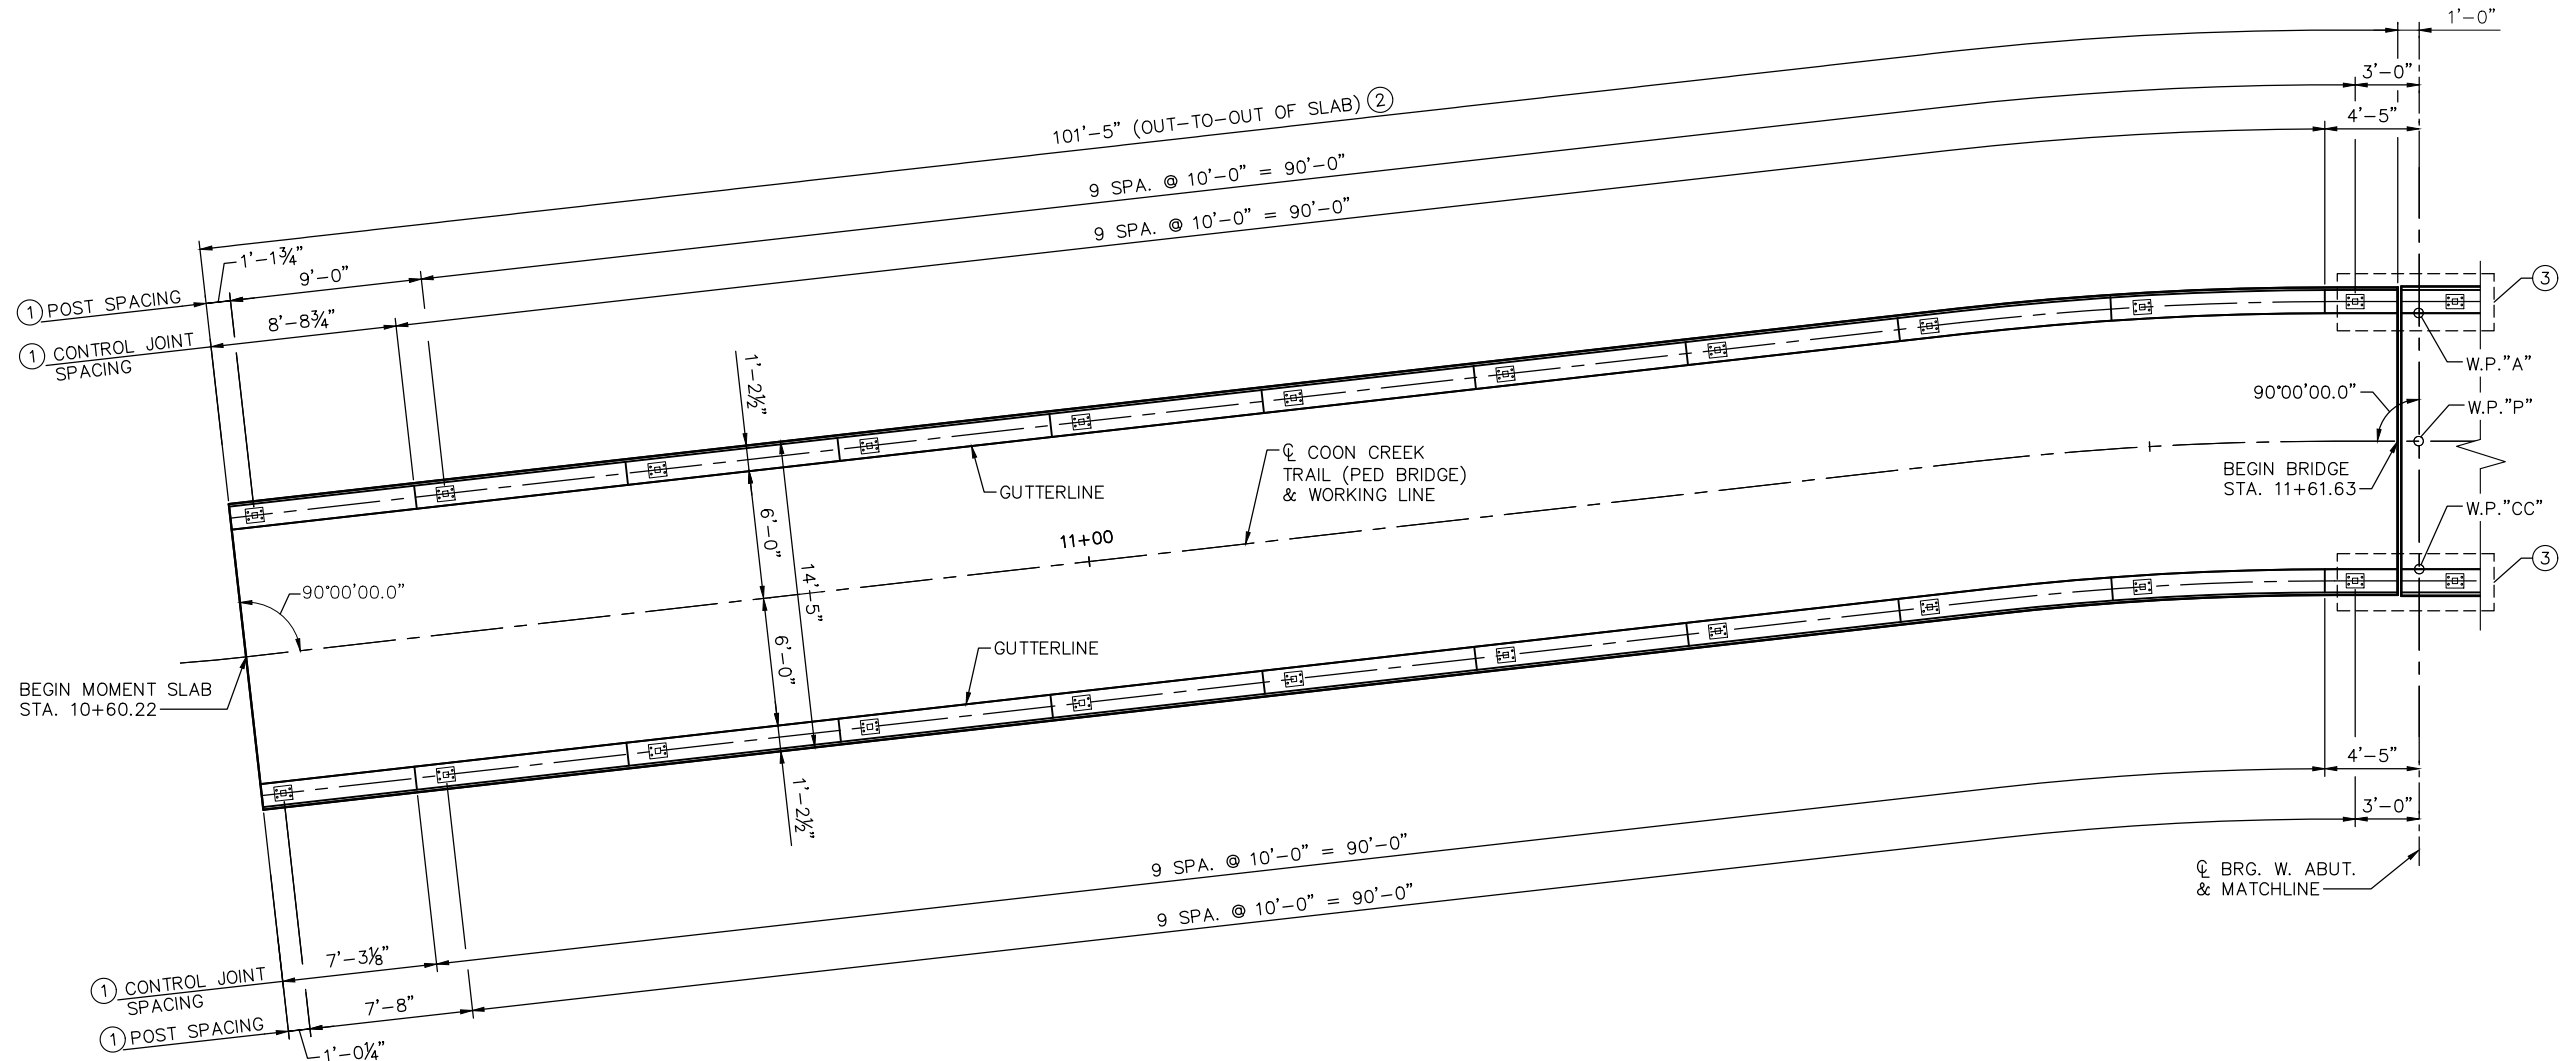 1'-0"
3'-0"
4'-5"
101'-5" (OUT-TO-OUT OF SLAB) 2
9 SPA. @ 10'-0" = 90'-0"
9 SPA. @ 10'-0" = 90'-0"
1'-1¾"
9'-0"
1 POST SPACING
8'-8¾"
1 CONTROL JOINT
SPACING
3
1'-2½"
W.P."A"
90°00'00.0"
W.P."P"
℄ COON CREEK
TRAIL (PED BRIDGE)
& WORKING LINE
GUTTERLINE
BEGIN BRIDGE
STA. 11+61.63
W.P."CC"
6'-0"
11+00
14'-5"
3
90°00'00.0"
6'-0"
GUTTERLINE
BEGIN MOMENT SLAB
STA. 10+60.22
1'-2½"
4'-5"
3'-0"
9 SPA. @ 10'-0" = 90'-0"
9 SPA. @ 10'-0" = 90'-0"
℄ BRG. W. ABUT.
& MATCHLINE
7'-3⅛"
1 CONTROL JOINT
SPACING
7'-8"
1 POST SPACING
1'-0¼"